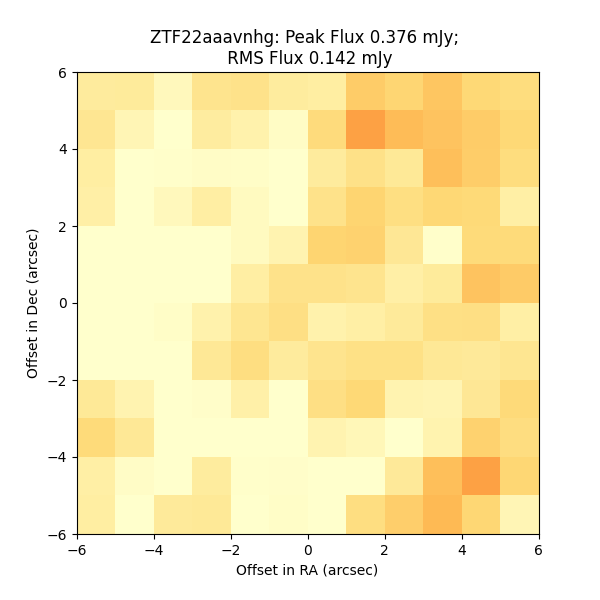 ZTF22aaavnhg: Peak Flux 0.376 mJy;
RMS Flux 0.142 mJy
6
4
2
0
−2
−4
−6
Offset in Dec (arcsec)
−6 −4 −2 0 2 4 6
Offset in RA (arcsec)